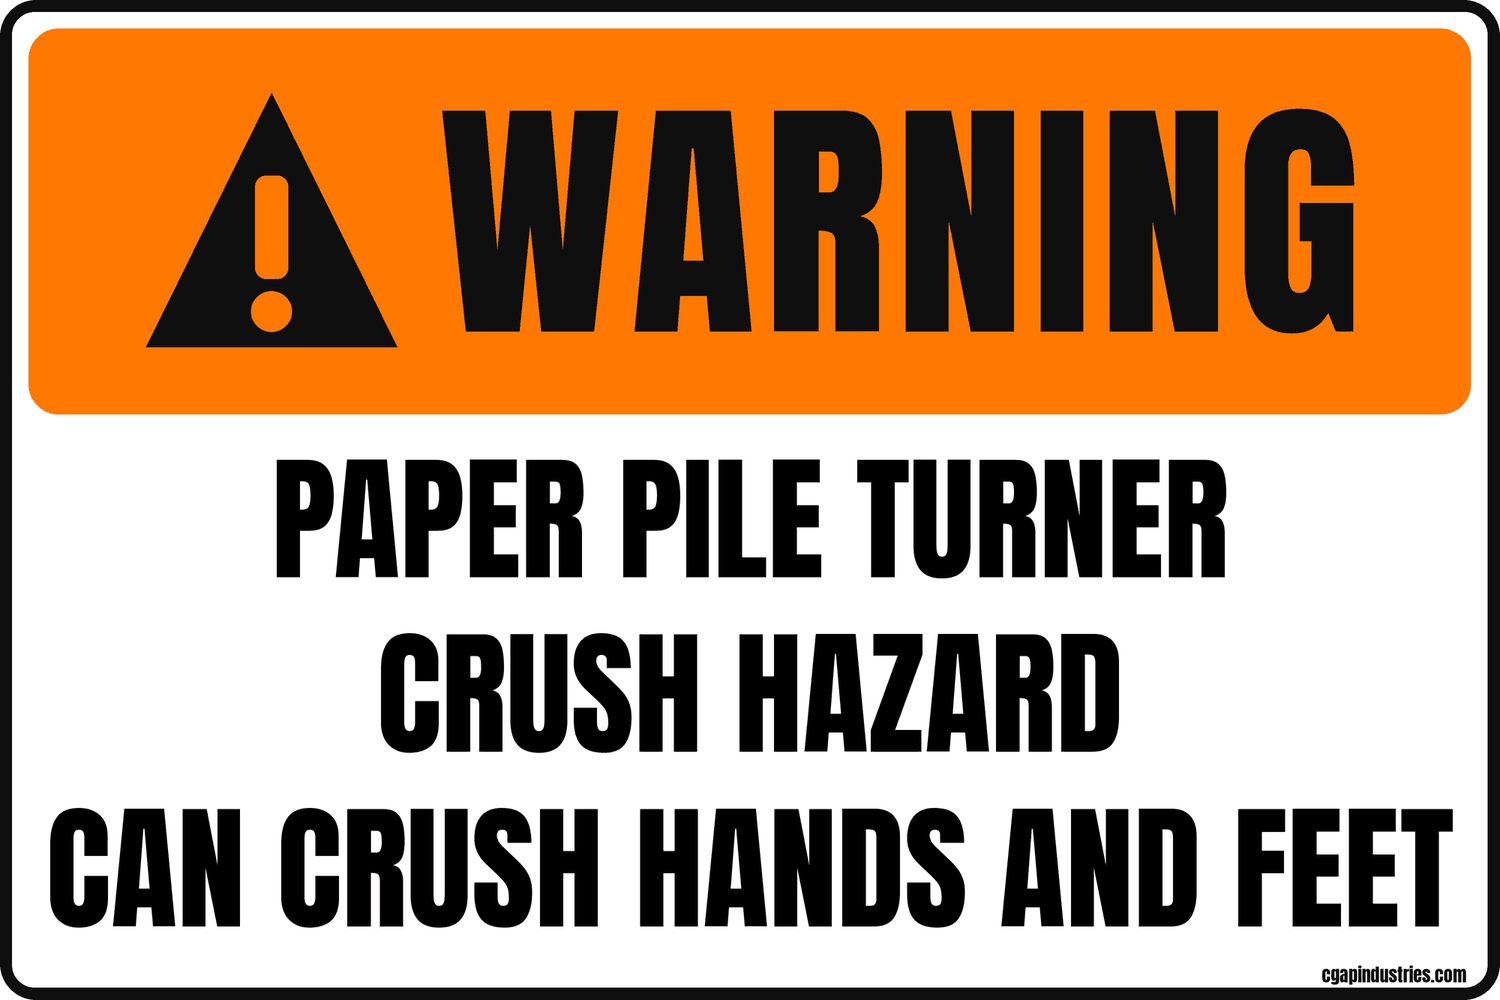 WARNING
PAPER PILE TURNER
CRUSH HAZARD
CAN CRUSH HANDS AND FEET
cgapindustries.com